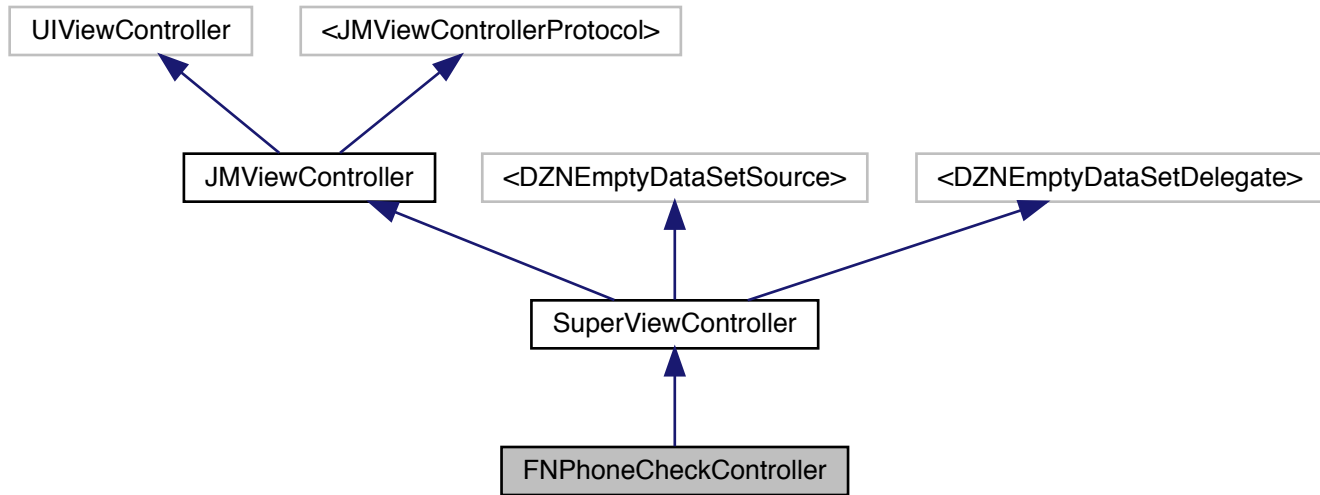 UIViewController
<JMViewControllerProtocol>
JMViewController
<DZNEmptyDataSetSource>
<DZNEmptyDataSetDelegate>
SuperViewController
FNPhoneCheckController